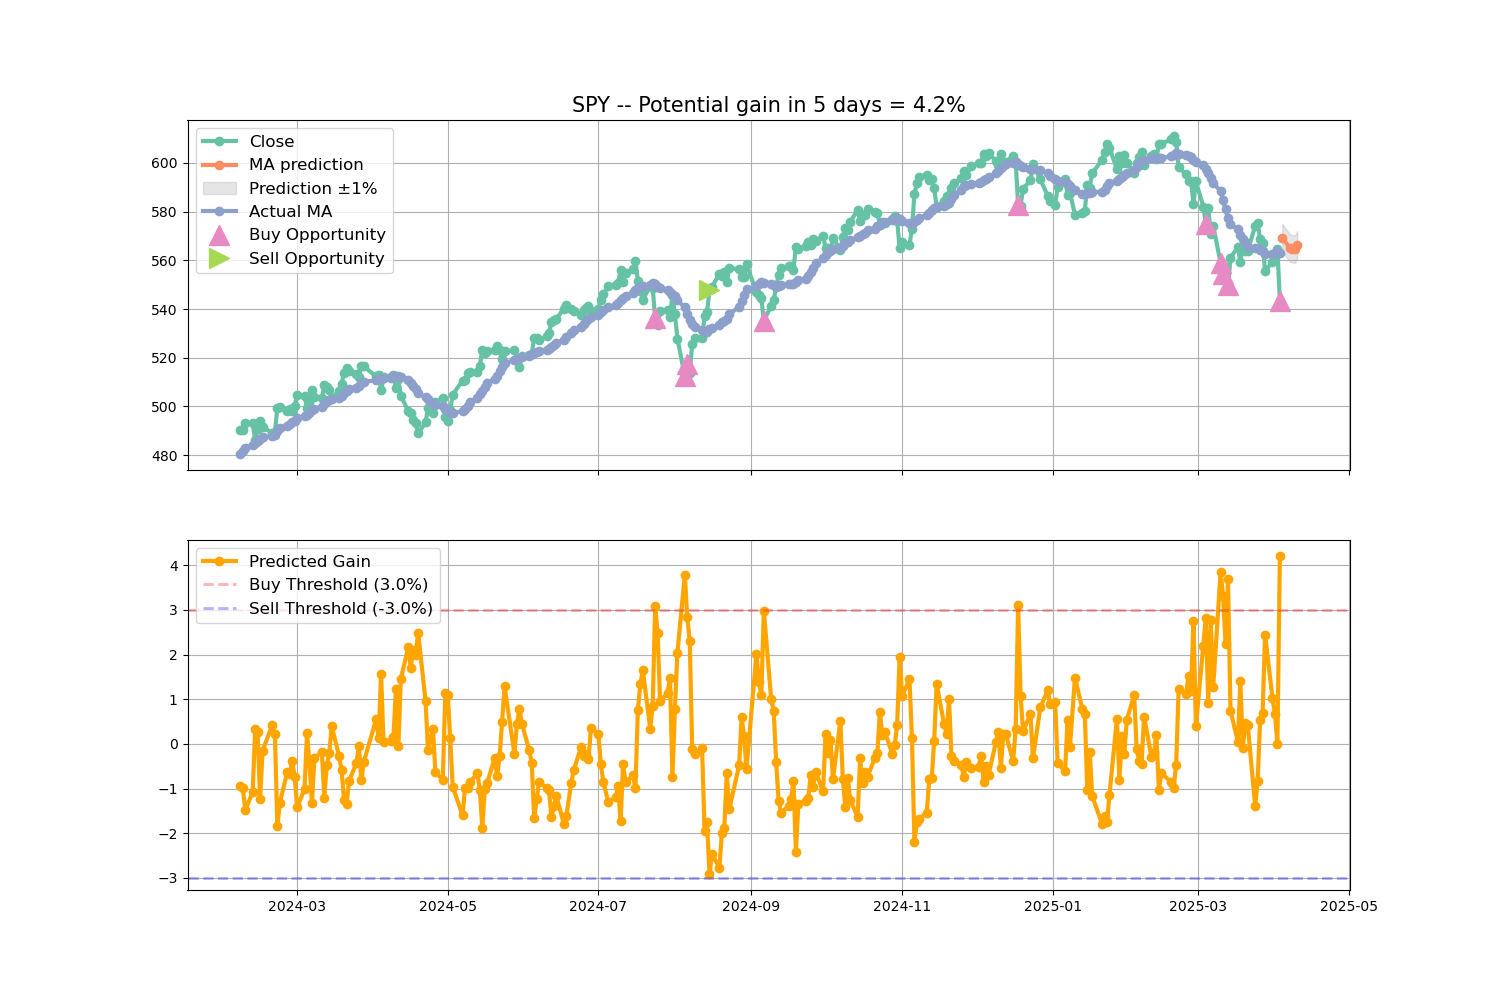 SPY -- Potential gain in 5 days = 4.2%
Close
MA prediction
Prediction ±1%
Actual MA
Buy Opportunity
Sell Opportunity
600
580
560
540
520
500
480
Predicted Gain
Buy Threshold (3.0%)
Sell Threshold (-3.0%)
4
3
2
1
0
−1
−2
−3
2024-03 2024-05 2024-07 2024-09 2024-11 2025-01 2025-03 2025-05